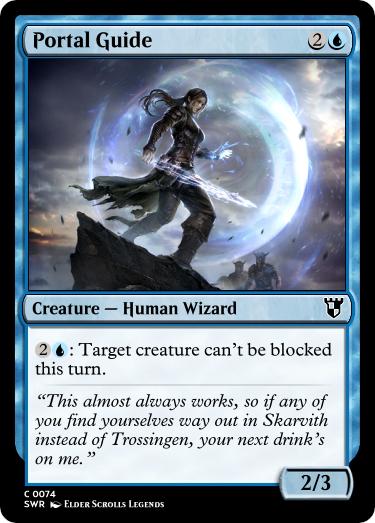 Portal Guide 2
Creature — Human Wizard
2 : Target creature can't be blocked
this turn.
"This almost always works, so if any of
you find yourselves way out in Skarvith
instead of Trossingen, your next drink's
on me."
2/3
C 0074
SWR Elder Scrolls Legends